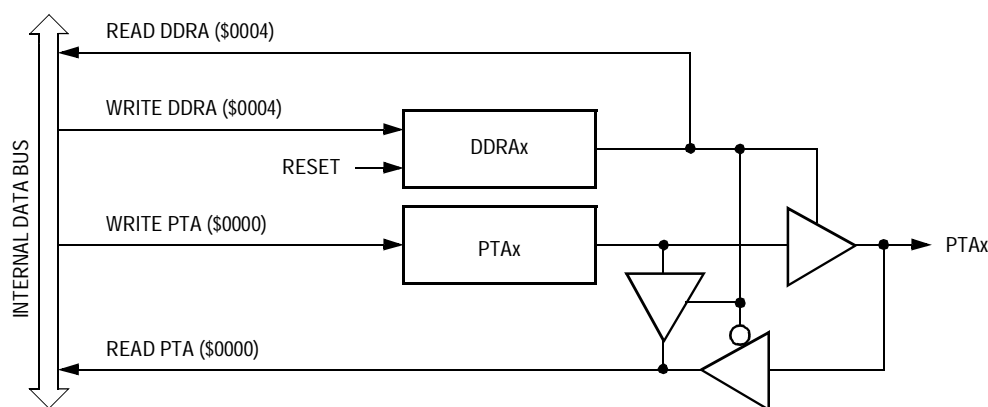 READ DDRA ($0004)
WRITE DDRA ($0004)
DDRAx
RESET
INTERNAL DATA BUS
WRITE PTA ($0000)
PTAx
PTAx
READ PTA ($0000)